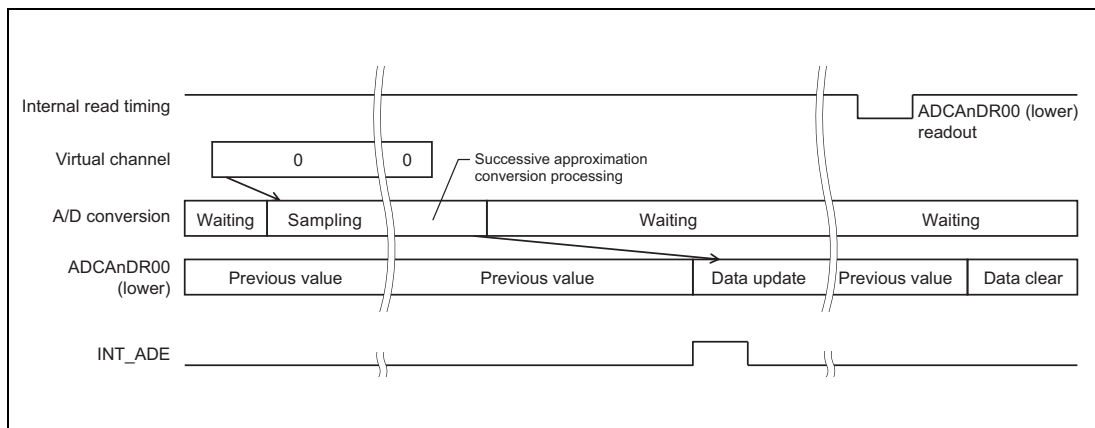 Internal read timing
ADCAnDR00 (lower)
readout
Virtual channel
0
0
Successive approximation
conversion processing
A/D conversion
Waiting
Sampling
Waiting
Waiting
ADCAnDR00
(lower)
Previous value
Previous value
Data update
Previous value
Data clear
INT_ADE